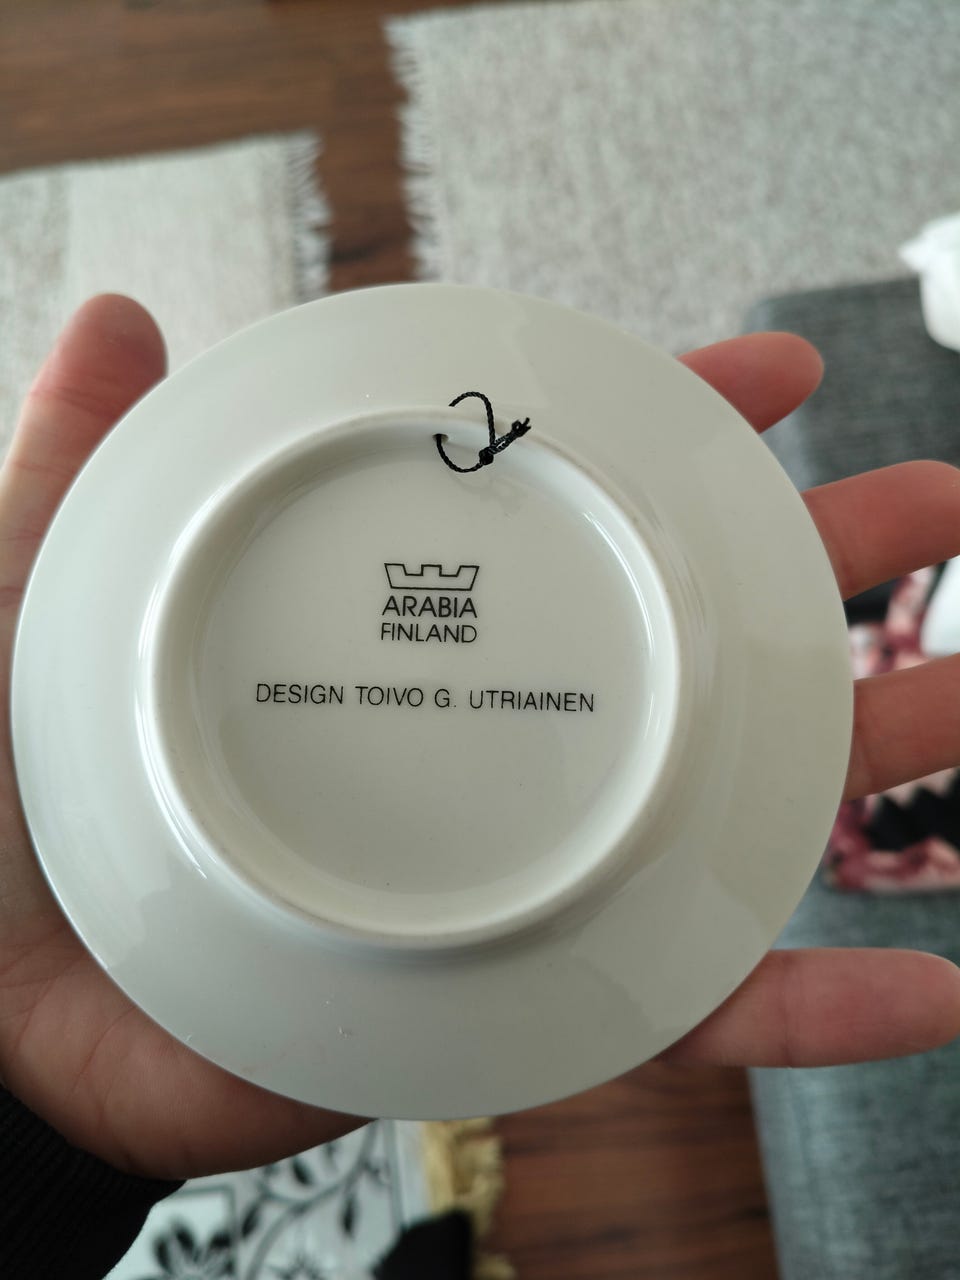 ARABIA
FINLAND
DESIGN TOIVO G. UTRIAINEN